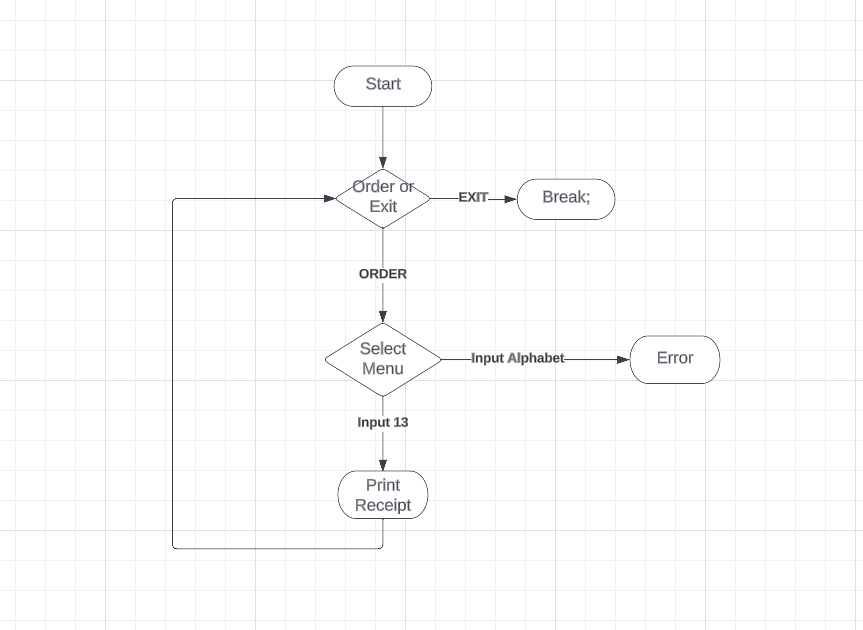 Start
Order or
Exit
EXIT
Break;
ORDER
Select
Menu
Input Alphabet
Error
Input 13
Print
Receipt